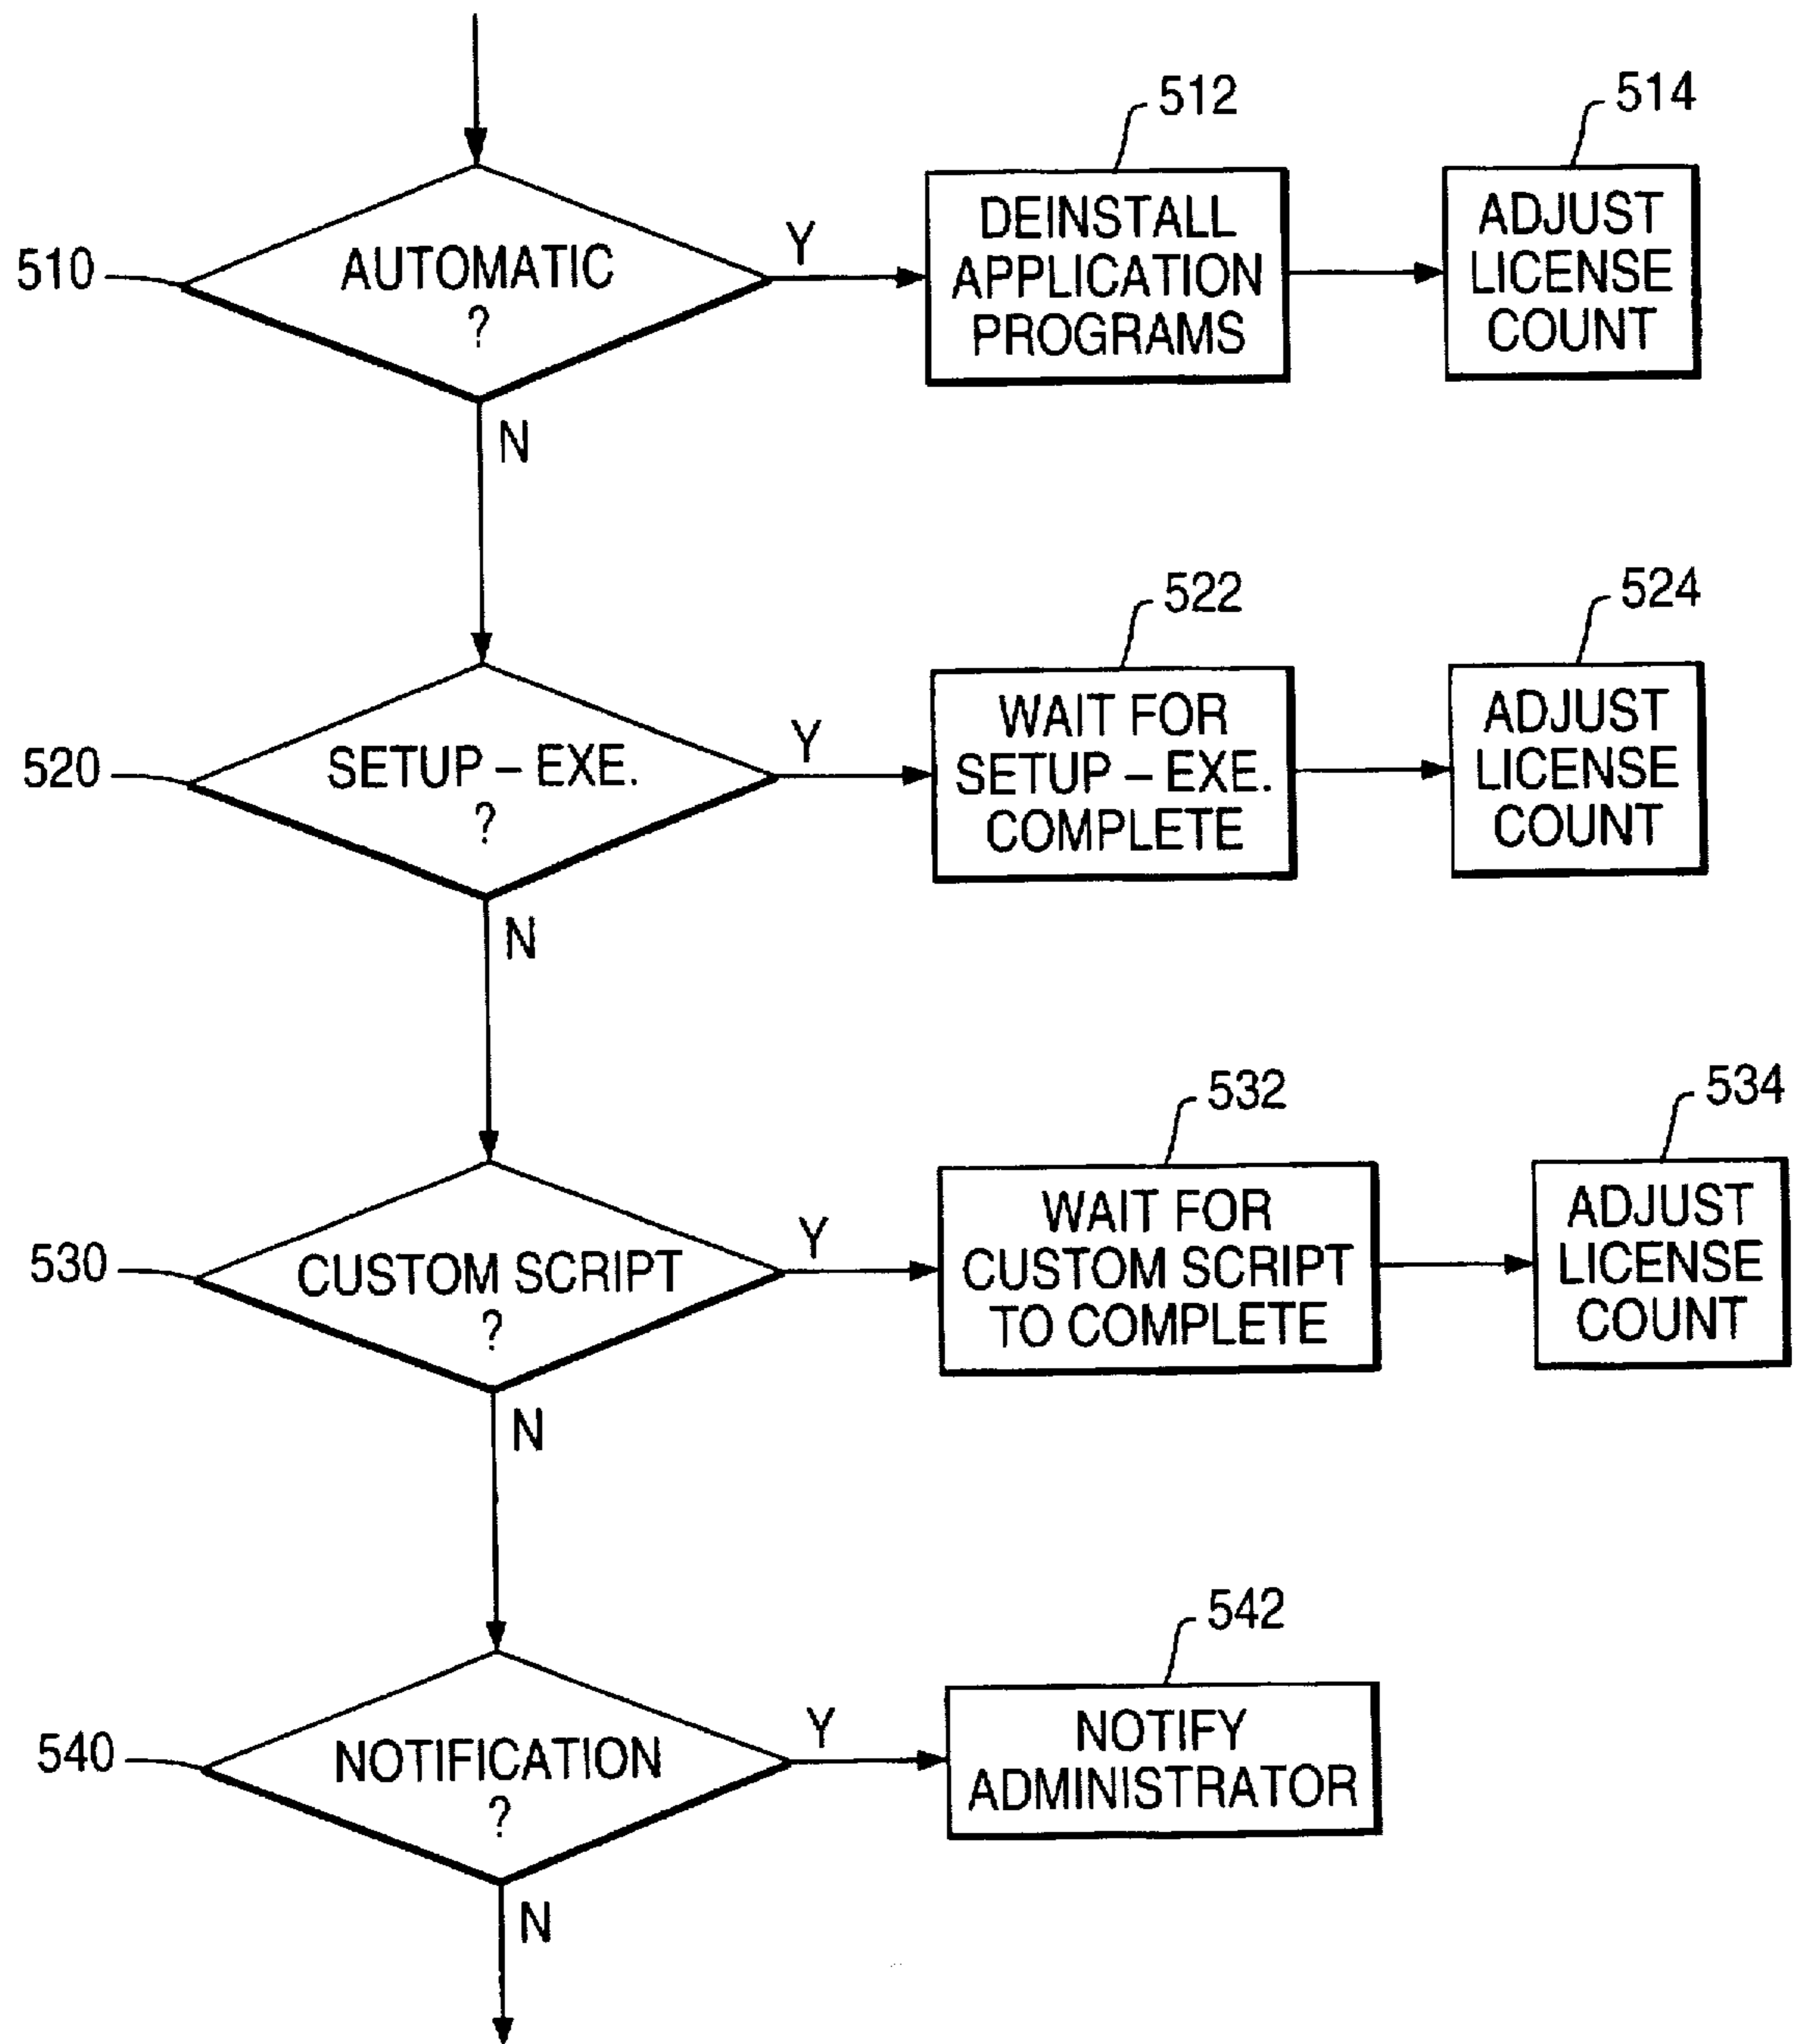 512
514
510
AUTOMATIC
?
Y
DEINSTALL
APPLICATION
PROGRAMS
ADJUST
LICENSE
COUNT
N
522
524
520
SETUP – EXE.
?
Y
WAIT FOR
SETUP – EXE.
COMPLETE
ADJUST
LICENSE
COUNT
N
532
534
530
CUSTOM SCRIPT
?
Y
WAIT FOR
CUSTOM SCRIPT
TO COMPLETE
ADJUST
LICENSE
COUNT
N
542
540
NOTIFICATION
?
Y
NOTIFY
ADMINISTRATOR
N